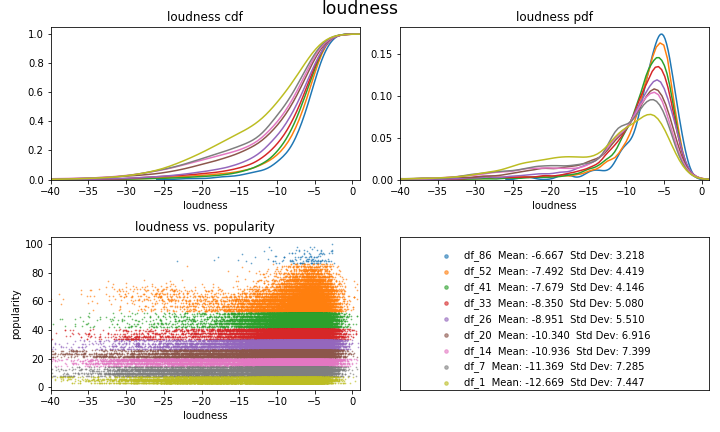 loudness
loudness cdf
loudness pdf
1.0
0.8
0.6
0.4
0.2
0.0
−40 −35 −30 −25 −20 −15 −10 −5 0
loudness
0.15
0.10
0.05
0.00
−40 −35 −30 −25 −20 −15 −10 −5 0
loudness
loudness vs. popularity
popularity
100
80
60
40
20
0
−40 −35 −30 −25 −20 −15 −10 −5 0
loudness
df_86 Mean: -6.667 Std Dev: 3.218
df_52 Mean: -7.492 Std Dev: 4.419
df_41 Mean: -7.679 Std Dev: 4.146
df_33 Mean: -8.350 Std Dev: 5.080
df_26 Mean: -8.951 Std Dev: 5.510
df_20 Mean: -10.340 Std Dev: 6.916
df_14 Mean: -10.936 Std Dev: 7.399
df_7 Mean: -11.369 Std Dev: 7.285
df_1 Mean: -12.669 Std Dev: 7.447